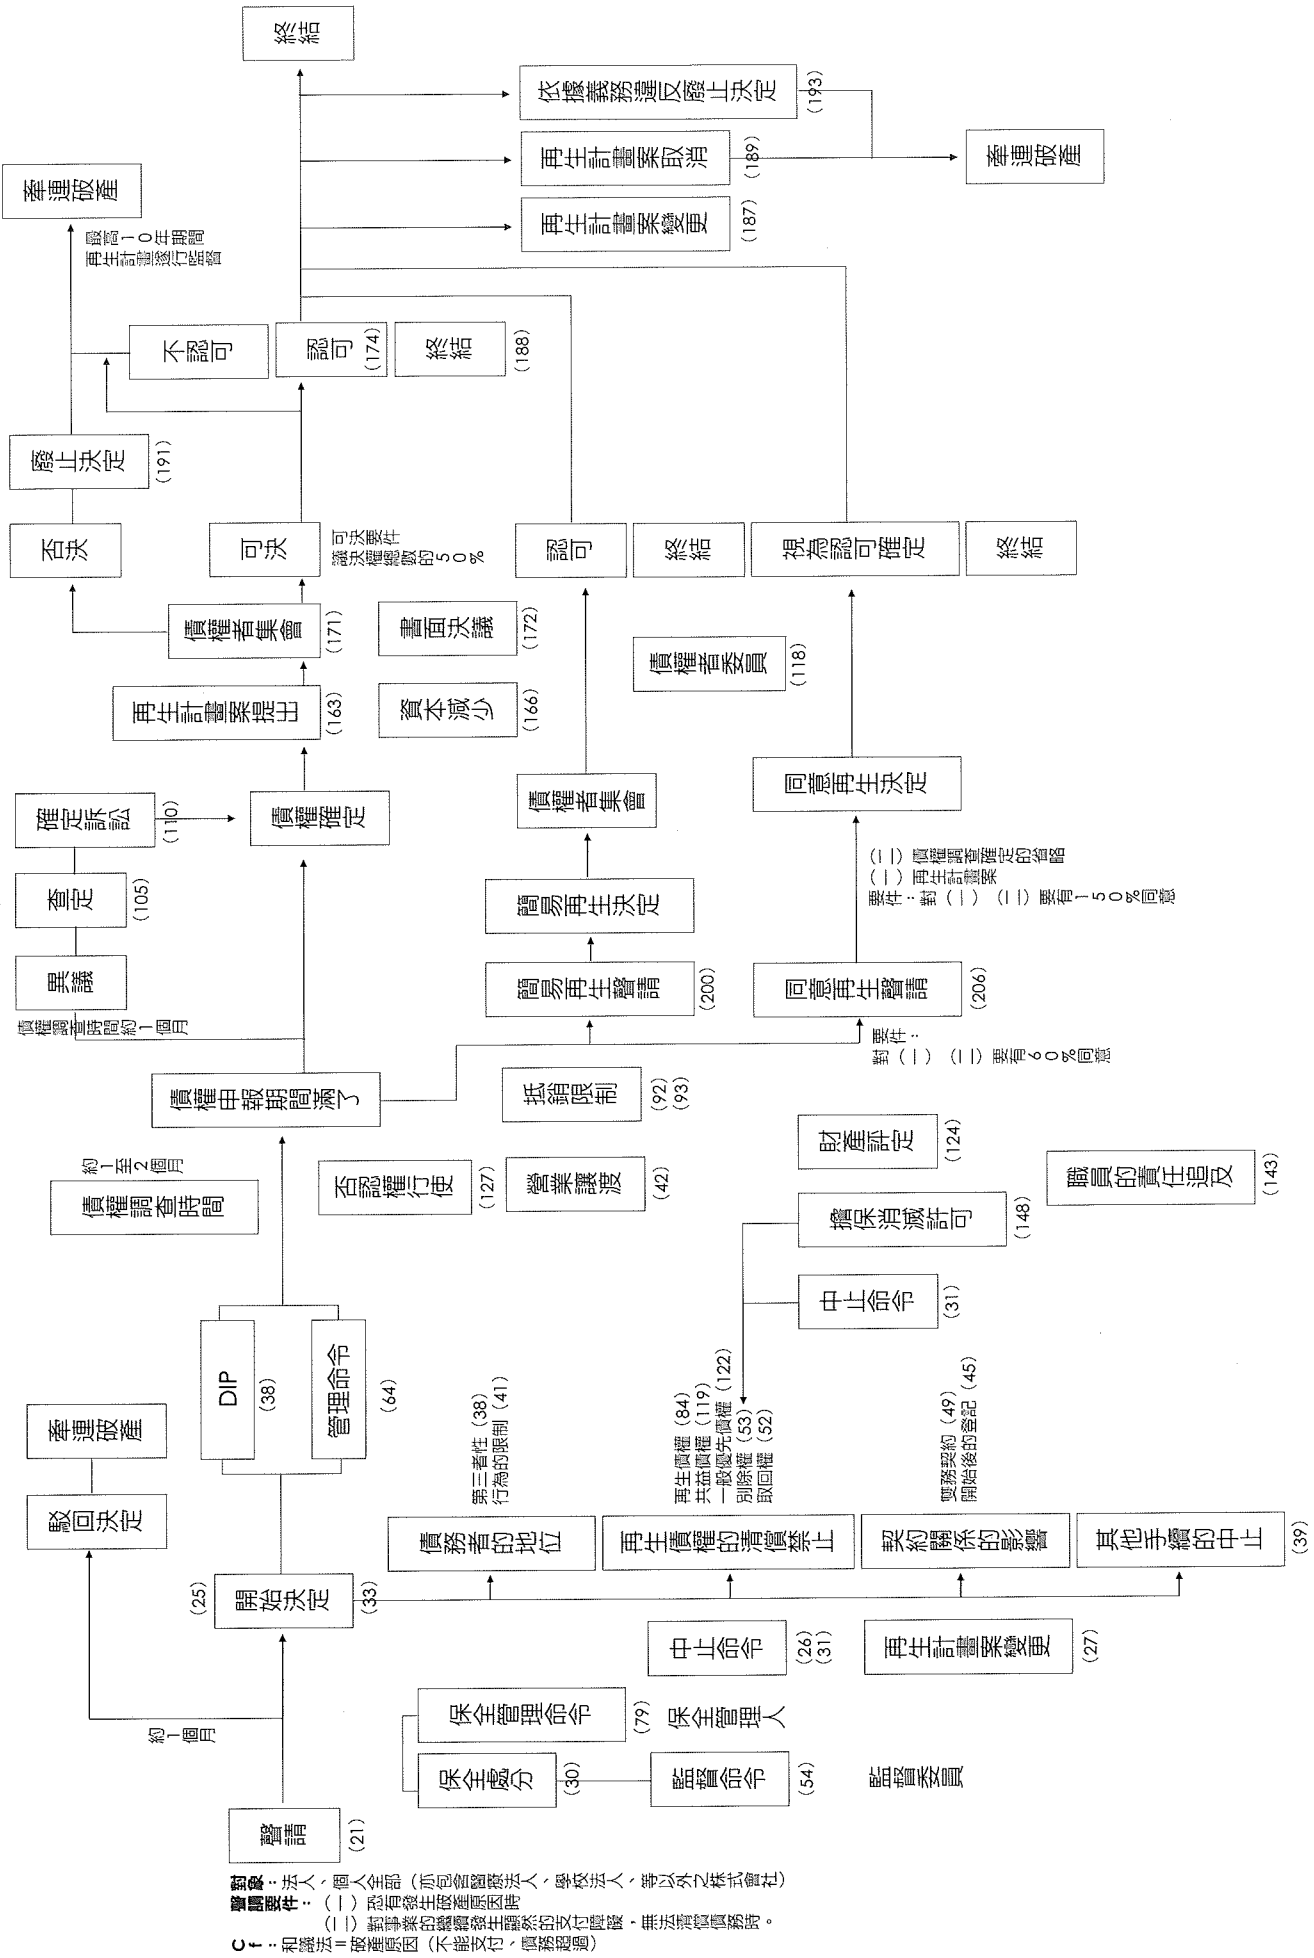 對象：法人、個人全部（亦包含醫療法人、學校法人、等以外之株式會社）
聲請要件：（一）恐有發生破產原因時
（二）對事業的繼續發生顯然的支付障礙，無法清償債務時。
Cf：和議法＝破產原因（不能支付、債務超過）
聲請
(21)
約1個月
駁回決定
牽連破產
(25)
開始決定
(33)
保全處分
(30)
保全管理命令
(79)
保全管理人
監督命令
(54)
監督委員
中止命令
(26)
(31)
再生計畫案變更
(27)
債務者的地位
第三者性 (38)
行為的限制 (41)
再生債權的清償禁止
再生債權 (84)
共益債權 (119)
一般優先債權 (122)
別除權 (53)
取回權 (52)
契約關係的影響
雙務契約 (49)
開始後的登記 (45)
其他手續的中止
(39)
DIP
(38)
管理命令
(64)
中止命令
(31)
擔保消滅許可
(148)
財產評定
(124)
職員的責任追及
(143)
債權調查時間
約1至2個月
否認權行使
(127)
營業讓渡
(42)
抵銷限制
(92)
(93)
債權申報期間滿了
債權調查時間約1個月
異議
查定
(105)
確定訴訟
(110)
債權確定
再生計畫案提出
(163)
資本減少
(166)
債權者集會
(171)
書面決議
(172)
否決
可決
可決要件
議決權總數的50%
廢止決定
(191)
不認可
認可
(174)
終結
(188)
牽連破產
最高10年期間
再生計畫遂行監督
終結
簡易再生聲請
(200)
簡易再生決定
債權者集會
債權者委員
(118)
認可
終結
要件：
對（一）（二）要有60%同意
同意再生聲請
(206)
（二）債權調查確定的省略
（一）再生計畫案
要件：對（一）（二）要有150%同意
同意再生決定
視為認可確定
終結
再生計畫案變更
(187)
再生計畫案取消
(189)
依據義務違反廢止決定
(193)
牽連破產